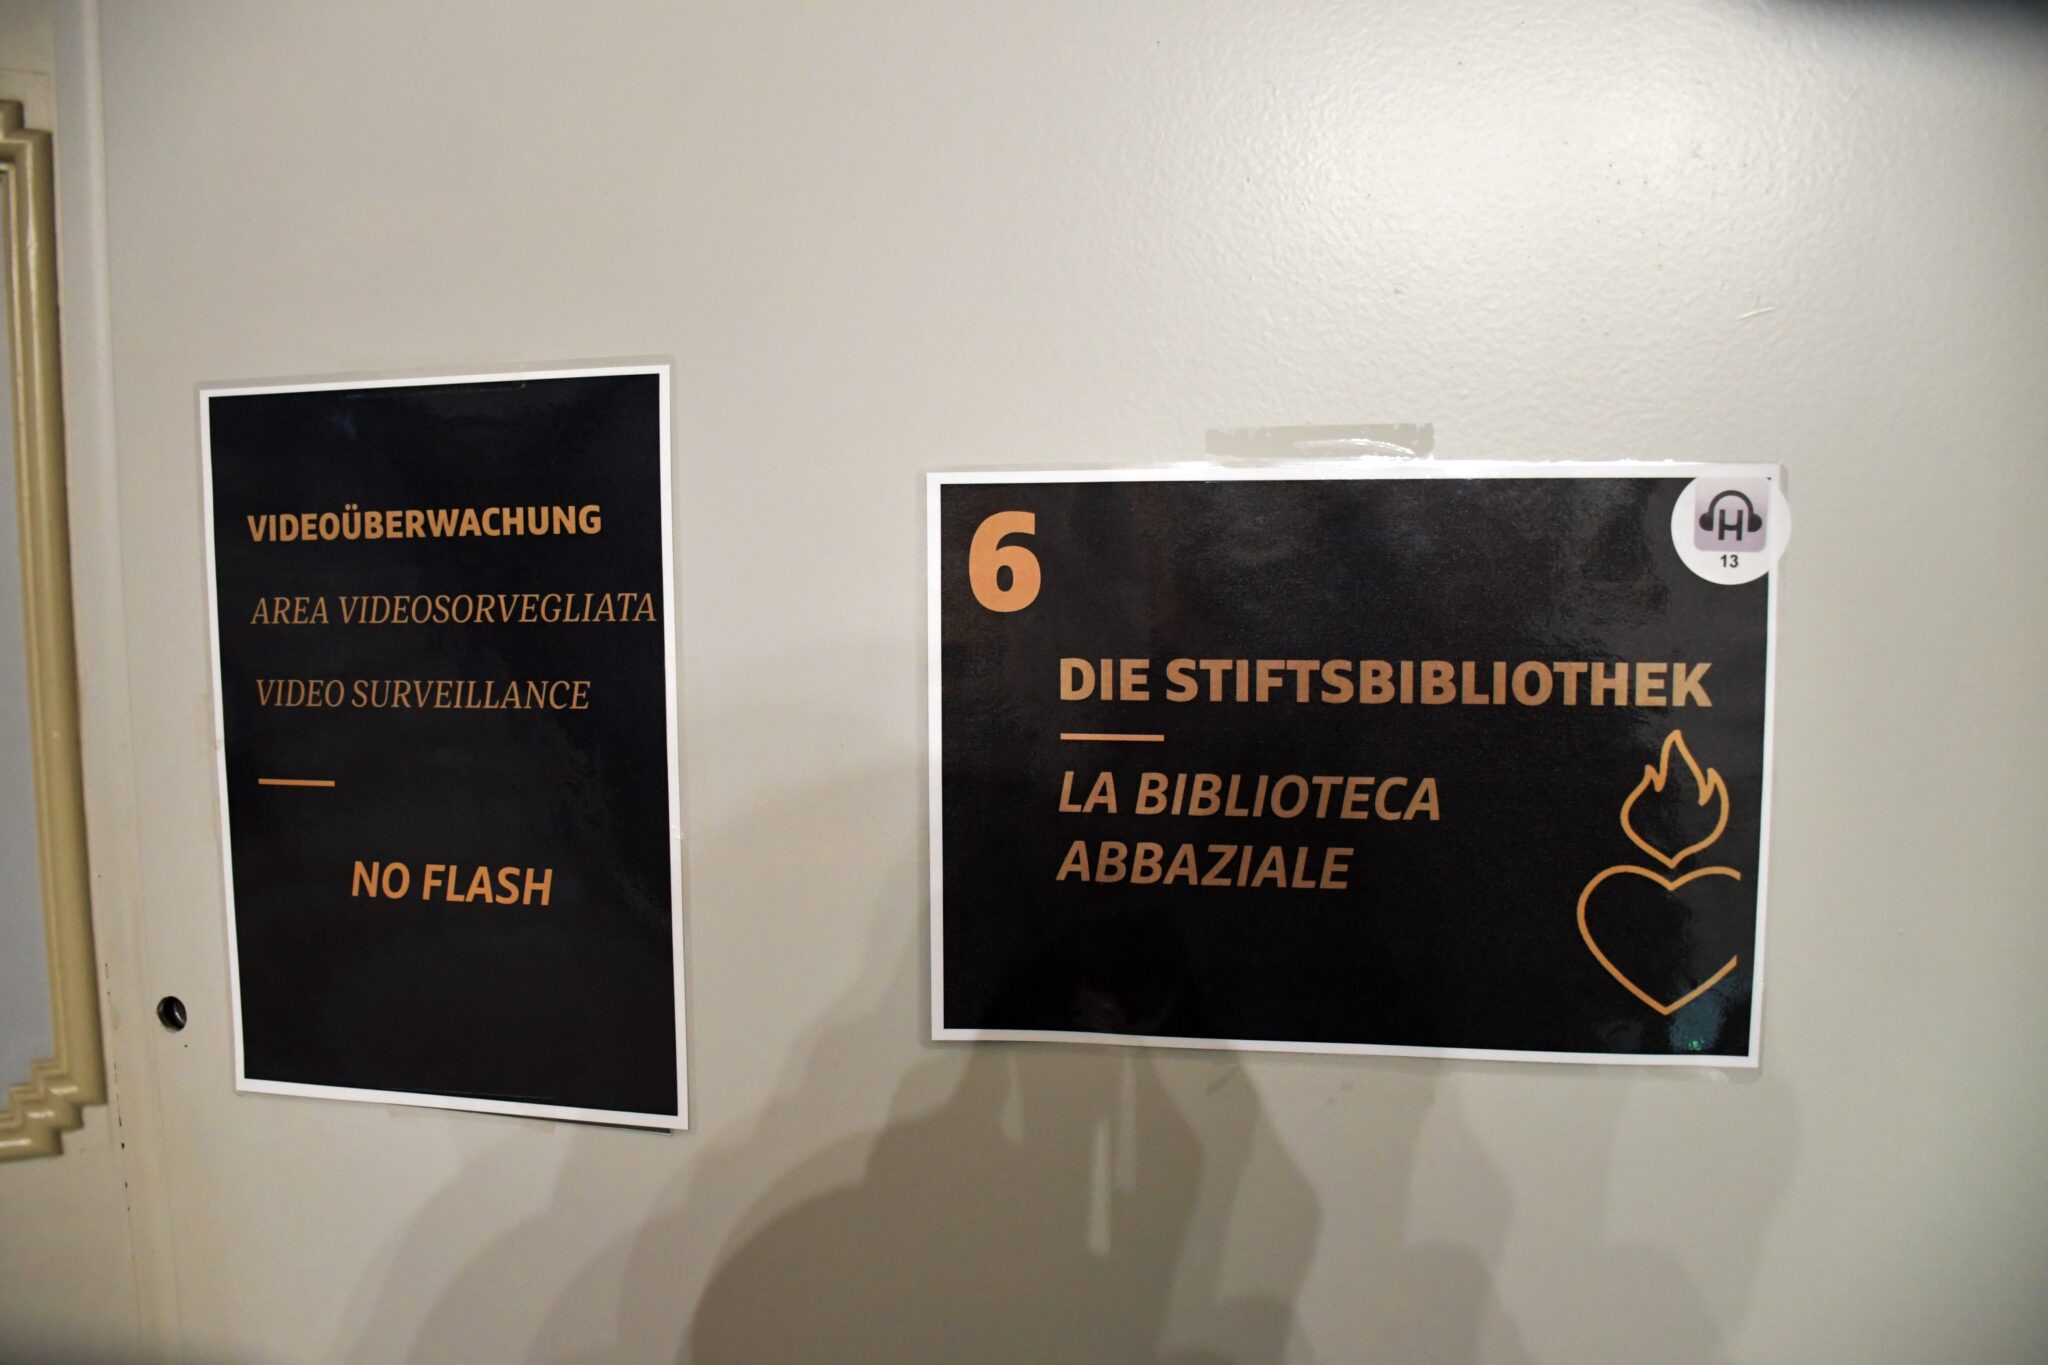 VIDEOÜBERWACHUNG
AREA VIDEOSORVEGLIATA
VIDEO SURVEILLANCE
NO FLASH
6
H
13
DIE STIFTSBIBLIOTHEK
LA BIBLIOTECA
ABBAZIALE